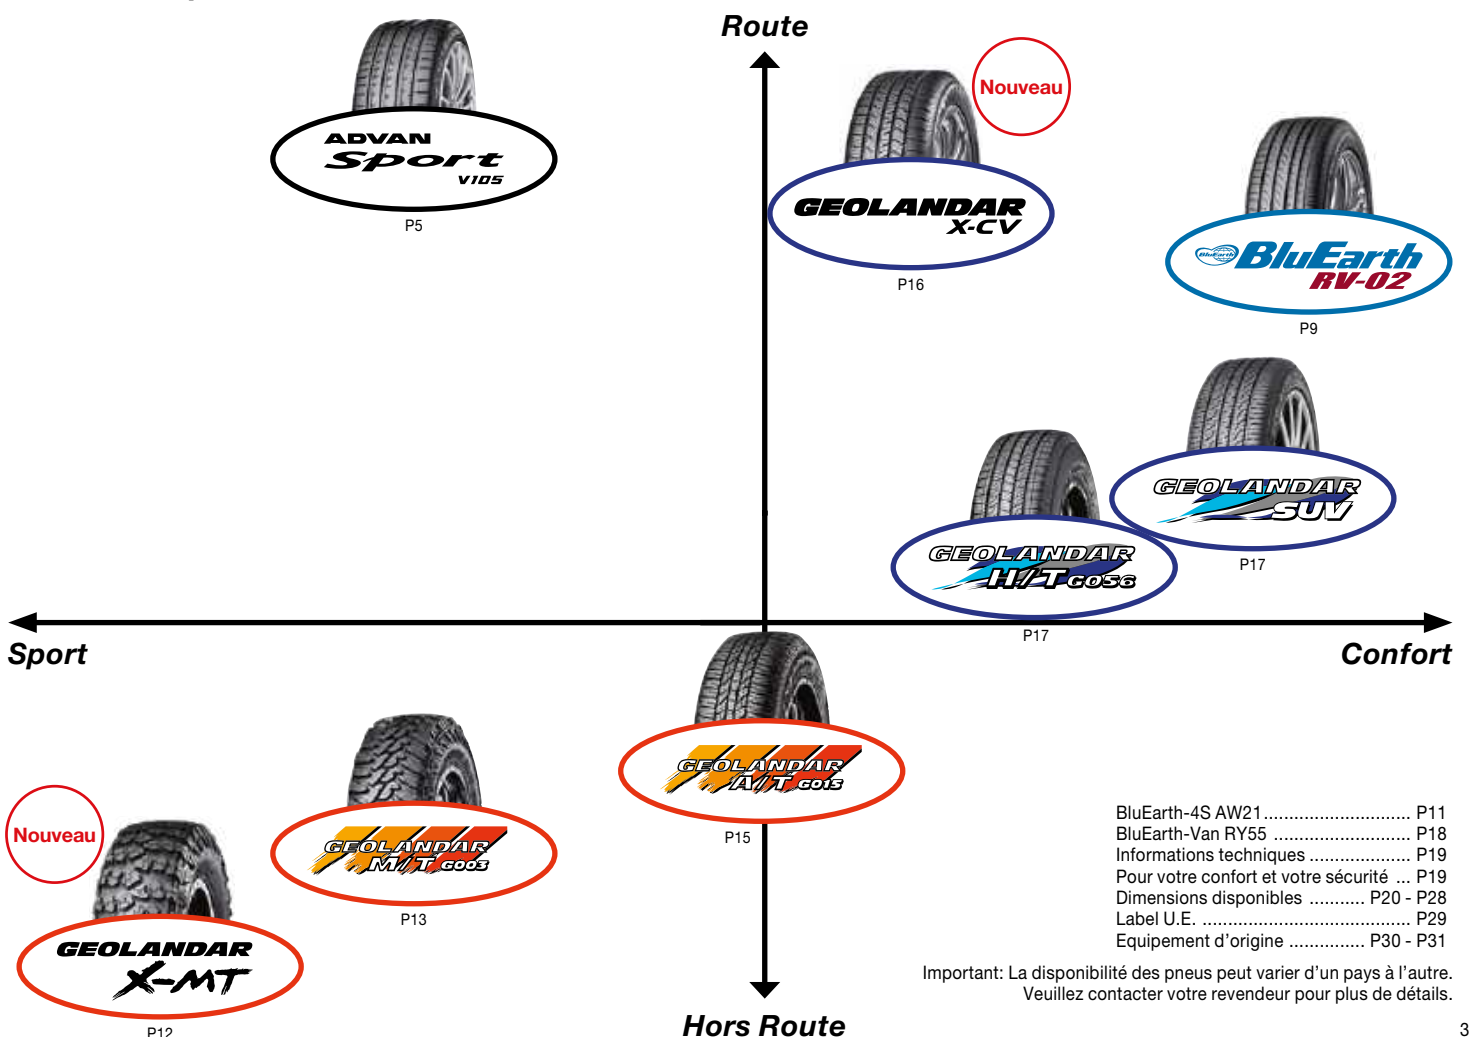 Route
Nouveau
ADVAN
Sport
V105
P5
GEOLANDAR
X-CV
P16
BluEarth
BluEarth
RV-02
P9
GEOLANDAR
SUV
P17
GEOLANDAR
H/T G056
P17
Sport
Confort
GEOLANDAR
A/T G015
P15
GEOLANDAR
M/T G003
P13
Nouveau
GEOLANDAR
X-MT
P12
BluEarth-4S AW21............................ P11
BluEarth-Van RY55 .......................... P18
Informations techniques ................... P19
Pour votre confort et votre sécurité ... P19
Dimensions disponibles ........... P20 - P28
Label U.E. ....................................... P29
Equipement d'origine ............... P30 - P31
Important: La disponibilité des pneus peut varier d'un pays à l'autre.
Veuillez contacter votre revendeur pour plus de détails.
Hors Route
3